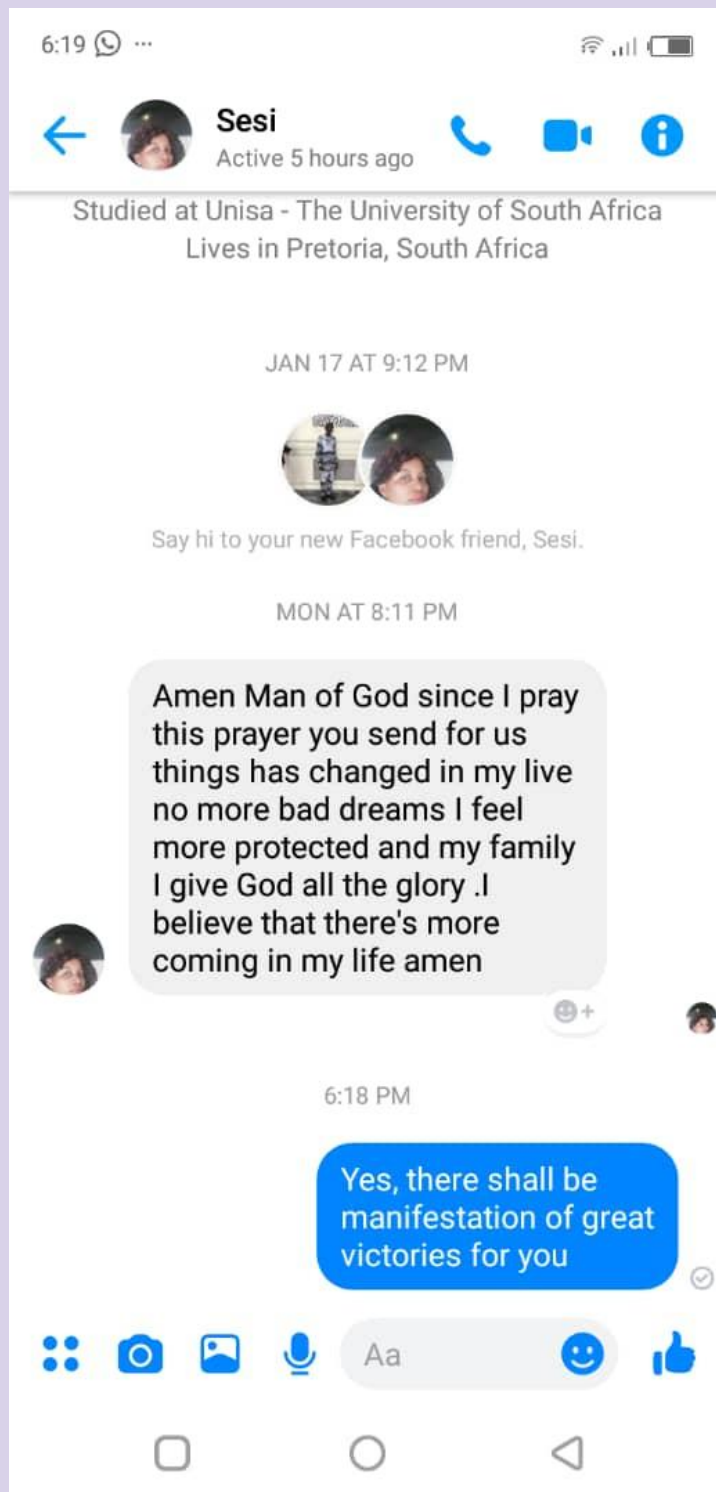 6:19 ...
Sesi
Active 5 hours ago
Studied at Unisa - The University of South Africa
Lives in Pretoria, South Africa
JAN 17 AT 9:12 PM
Say hi to your new Facebook friend, Sesi.
MON AT 8:11 PM
Amen Man of God since I pray
this prayer you send for us
things has changed in my live
no more bad dreams I feel
more protected and my family
I give God all the glory .I
believe that there's more
coming in my life amen
6:18 PM
Yes, there shall be
manifestation of great
victories for you
Aa